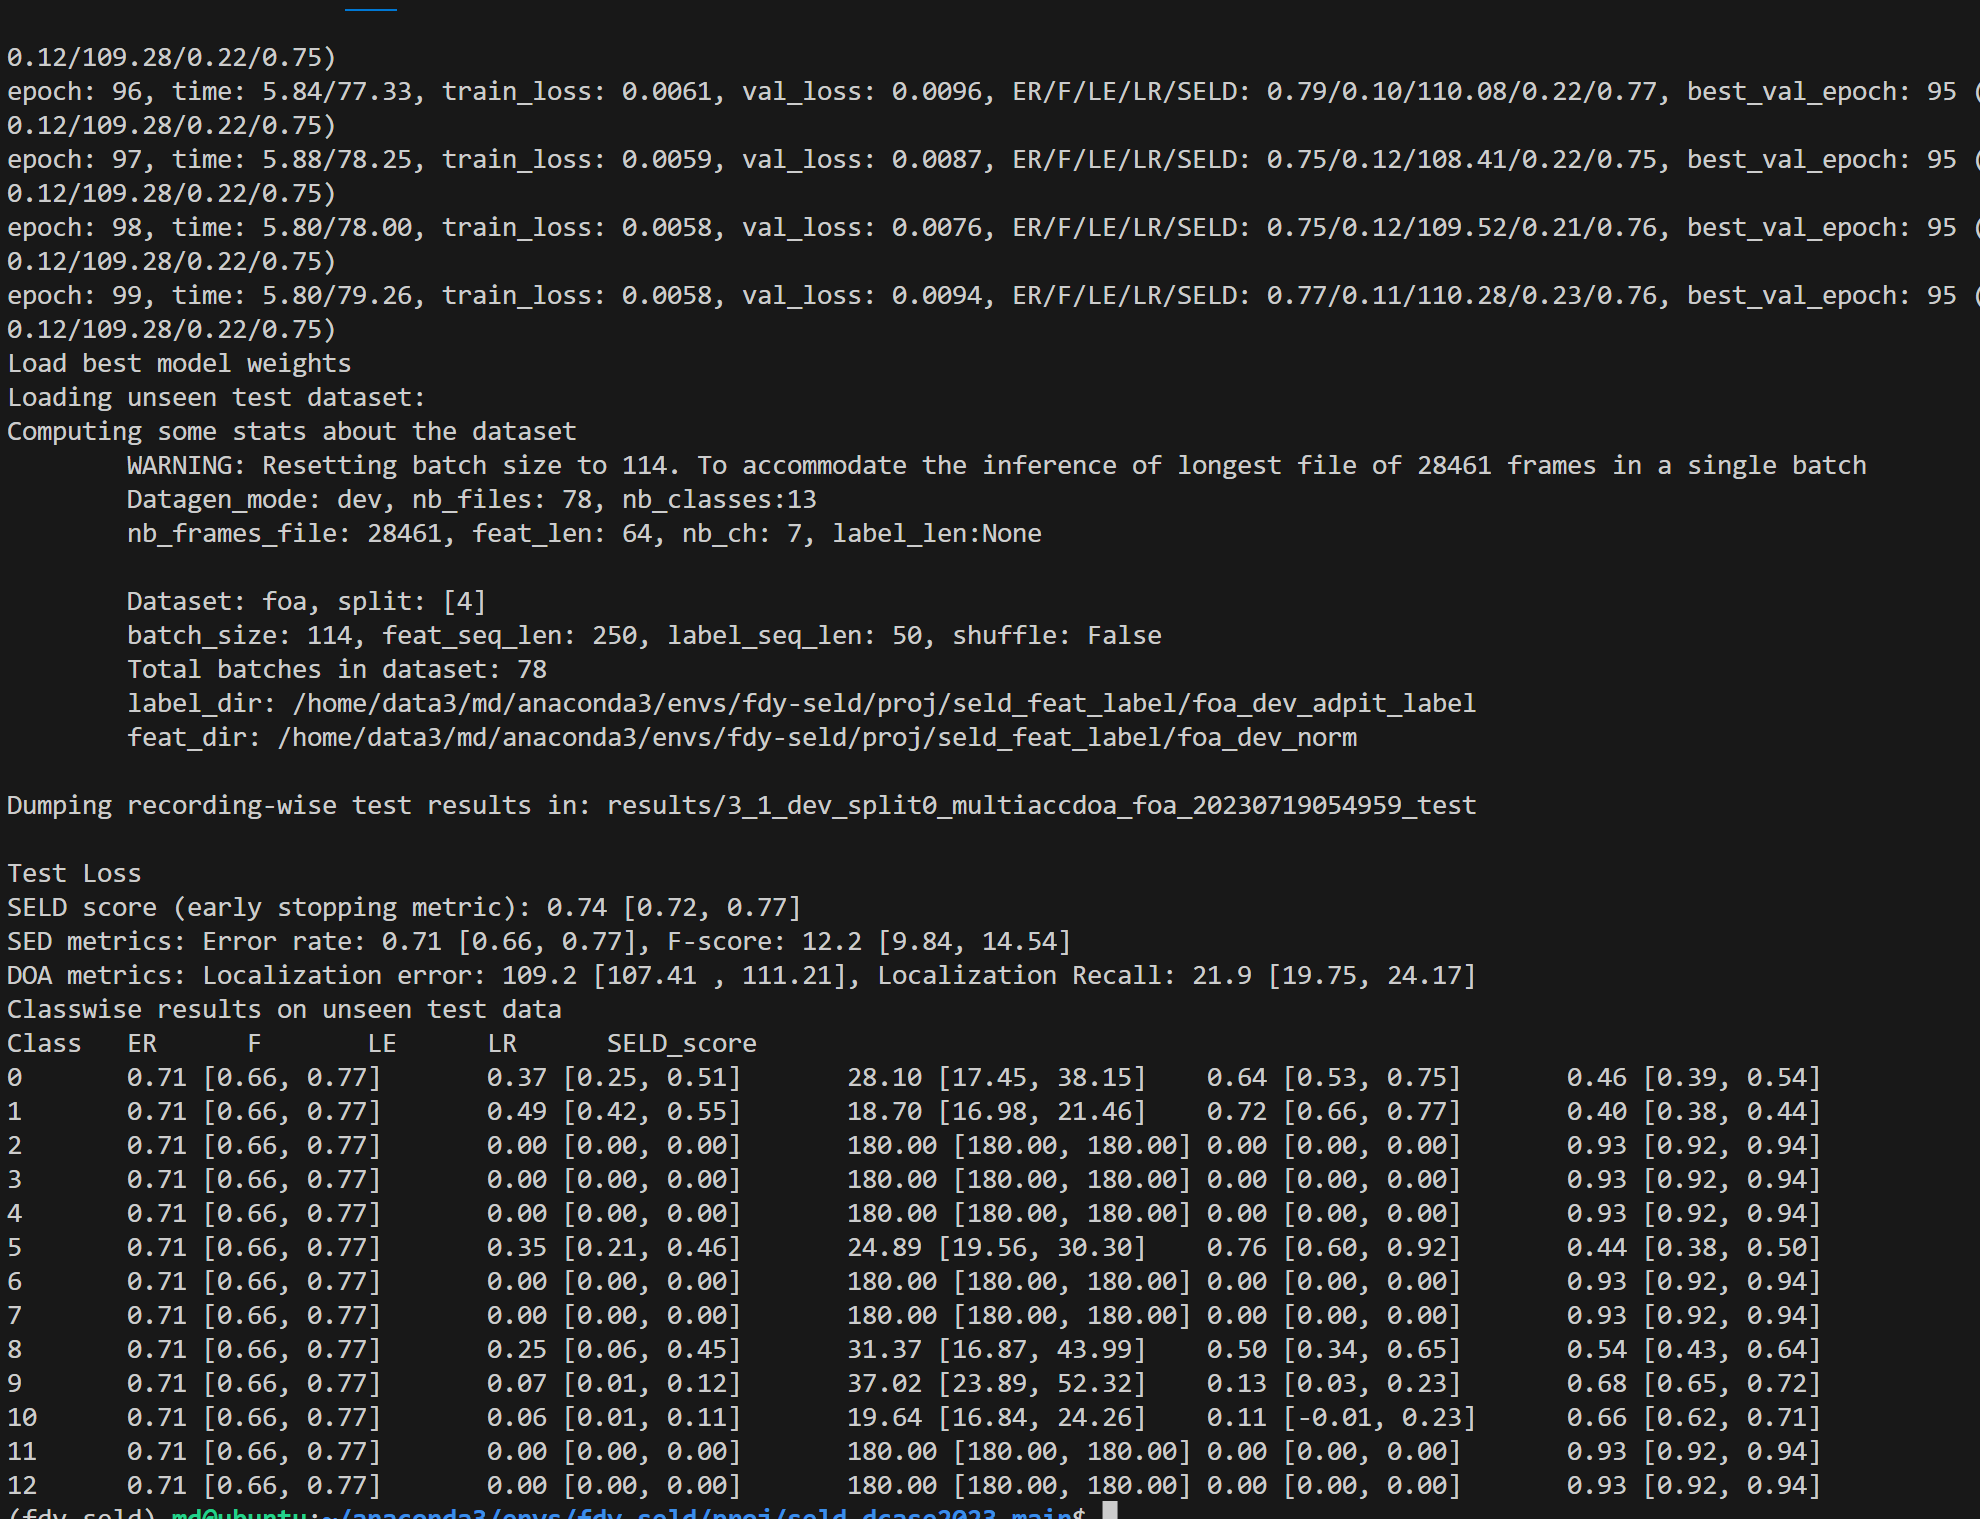 0.12/109.28/0.22/0.75)
epoch: 96, time: 5.84/77.33, train_loss: 0.0061, val_loss: 0.0096, ER/F/LE/LR/SELD: 0.79/0.10/110.08/0.22/0.77, best_val_epoch: 95 (
0.12/109.28/0.22/0.75)
epoch: 97, time: 5.88/78.25, train_loss: 0.0059, val_loss: 0.0087, ER/F/LE/LR/SELD: 0.75/0.12/108.41/0.22/0.75, best_val_epoch: 95 (
0.12/109.28/0.22/0.75)
epoch: 98, time: 5.80/78.00, train_loss: 0.0058, val_loss: 0.0076, ER/F/LE/LR/SELD: 0.75/0.12/109.52/0.21/0.76, best_val_epoch: 95 (
0.12/109.28/0.22/0.75)
epoch: 99, time: 5.80/79.26, train_loss: 0.0058, val_loss: 0.0094, ER/F/LE/LR/SELD: 0.77/0.11/110.28/0.23/0.76, best_val_epoch: 95 (
0.12/109.28/0.22/0.75)
Load best model weights
Loading unseen test dataset:
Computing some stats about the dataset
WARNING: Resetting batch size to 114. To accommodate the inference of longest file of 28461 frames in a single batch
Datagen_mode: dev, nb_files: 78, nb_classes:13
nb_frames_file: 28461, feat_len: 64, nb_ch: 7, label_len:None
Dataset: foa, split: [4]
batch_size: 114, feat_seq_len: 250, label_seq_len: 50, shuffle: False
Total batches in dataset: 78
label_dir: /home/data3/md/anaconda3/envs/fdy-seld/proj/seld_feat_label/foa_dev_adpit_label
feat_dir: /home/data3/md/anaconda3/envs/fdy-seld/proj/seld_feat_label/foa_dev_norm
Dumping recording-wise test results in: results/3_1_dev_split0_multiaccdoa_foa_20230719054959_test
Test Loss
SELD score (early stopping metric): 0.74 [0.72, 0.77]
SED metrics: Error rate: 0.71 [0.66, 0.77], F-score: 12.2 [9.84, 14.54]
DOA metrics: Localization error: 109.2 [107.41 , 111.21], Localization Recall: 21.9 [19.75, 24.17]
Classwise results on unseen test data
Class ER F LE LR SELD_score
0 0.71 [0.66, 0.77] 0.37 [0.25, 0.51] 28.10 [17.45, 38.15] 0.64 [0.53, 0.75] 0.46 [0.39, 0.54]
1 0.71 [0.66, 0.77] 0.49 [0.42, 0.55] 18.70 [16.98, 21.46] 0.72 [0.66, 0.77] 0.40 [0.38, 0.44]
2 0.71 [0.66, 0.77] 0.00 [0.00, 0.00] 180.00 [180.00, 180.00] 0.00 [0.00, 0.00] 0.93 [0.92, 0.94]
3 0.71 [0.66, 0.77] 0.00 [0.00, 0.00] 180.00 [180.00, 180.00] 0.00 [0.00, 0.00] 0.93 [0.92, 0.94]
4 0.71 [0.66, 0.77] 0.00 [0.00, 0.00] 180.00 [180.00, 180.00] 0.00 [0.00, 0.00] 0.93 [0.92, 0.94]
5 0.71 [0.66, 0.77] 0.35 [0.21, 0.46] 24.89 [19.56, 30.30] 0.76 [0.60, 0.92] 0.44 [0.38, 0.50]
6 0.71 [0.66, 0.77] 0.00 [0.00, 0.00] 180.00 [180.00, 180.00] 0.00 [0.00, 0.00] 0.93 [0.92, 0.94]
7 0.71 [0.66, 0.77] 0.00 [0.00, 0.00] 180.00 [180.00, 180.00] 0.00 [0.00, 0.00] 0.93 [0.92, 0.94]
8 0.71 [0.66, 0.77] 0.25 [0.06, 0.45] 31.37 [16.87, 43.99] 0.50 [0.34, 0.65] 0.54 [0.43, 0.64]
9 0.71 [0.66, 0.77] 0.07 [0.01, 0.12] 37.02 [23.89, 52.32] 0.13 [0.03, 0.23] 0.68 [0.65, 0.72]
10 0.71 [0.66, 0.77] 0.06 [0.01, 0.11] 19.64 [16.84, 24.26] 0.11 [-0.01, 0.23] 0.66 [0.62, 0.71]
11 0.71 [0.66, 0.77] 0.00 [0.00, 0.00] 180.00 [180.00, 180.00] 0.00 [0.00, 0.00] 0.93 [0.92, 0.94]
12 0.71 [0.66, 0.77] 0.00 [0.00, 0.00] 180.00 [180.00, 180.00] 0.00 [0.00, 0.00] 0.93 [0.92, 0.94]
(fdy-seld) md@ubuntu:~/anaconda3/envs/fdy-seld/proj/seld-dcase2023-main$